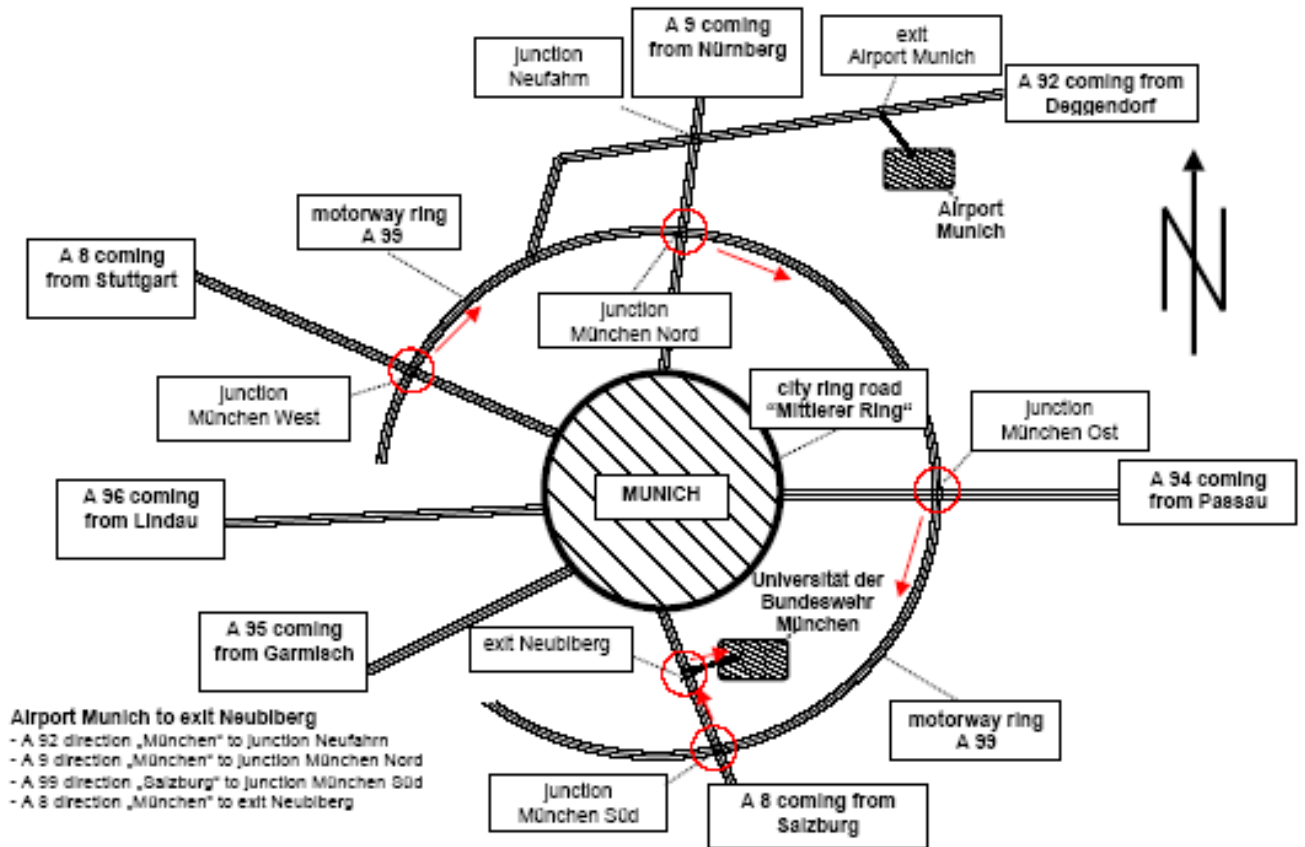 A 9 coming
from Nürnberg
exit
Airport Munich
junction
Neufahrn
A 92 coming from
Deggendorf
motorway ring
A 99
Airport
Munich
A 8 coming
from Stuttgart
junction
München Nord
junction
München West
city ring road
“Mittlerer Ring“
junction
München Ost
A 96 coming
from Lindau
MUNICH
A 94 coming
from Passau
Universität der
Bundeswehr
München
A 95 coming
from Garmisch
exit Neubiberg
motorway ring
A 99
Airport Munich to exit Neubiberg
- A 92 direction „München“ to junction Neufahrn
- A 9 direction „München“ to junction München Nord
- A 99 direction „Salzburg“ to junction München Süd
- A 8 direction „München“ to exit Neubiberg
junction
München Süd
A 8 coming from
Salzburg
N